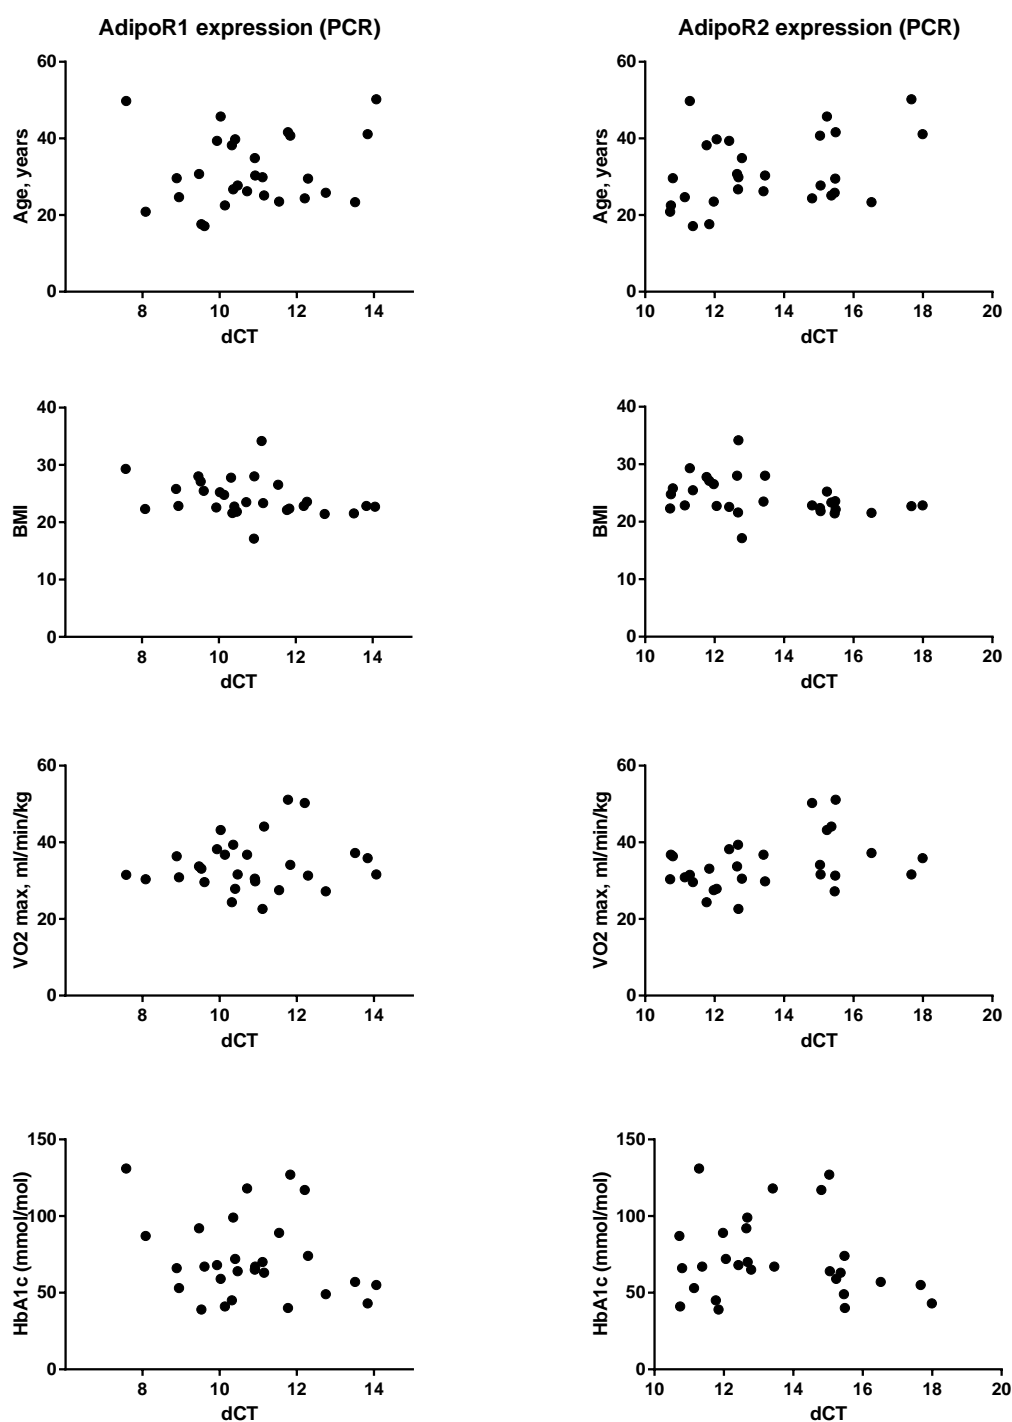 AdipoR1 expression (PCR)
AdipoR2 expression (PCR)
60
40
20
0
Age, years
8 10 12 14
dCT
60
40
20
0
Age, years
10 12 14 16 18 20
dCT
40
30
20
10
0
BMI
8 10 12 14
dCT
40
30
20
10
0
BMI
10 12 14 16 18 20
dCT
60
40
20
0
VO2 max, ml/min/kg
8 10 12 14
dCT
60
40
20
0
VO2 max, ml/min/kg
10 12 14 16 18 20
dCT
150
100
50
0
HbA1c (mmol/mol)
8 10 12 14
dCT
150
100
50
0
HbA1c (mmol/mol)
10 12 14 16 18 20
dCT